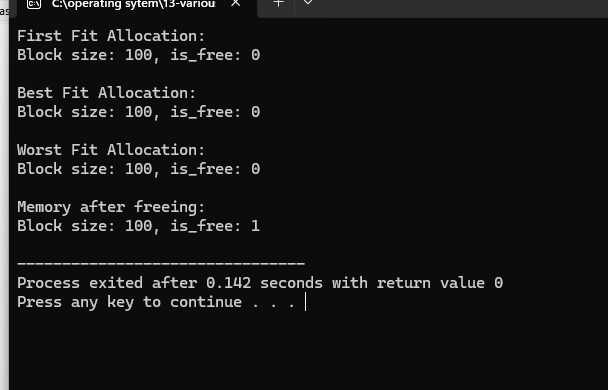 as
C:\operating sytem\13-variou
First Fit Allocation:
Block size: 100, is_free: 0
Best Fit Allocation:
Block size: 100, is_free: 0
Worst Fit Allocation:
Block size: 100, is_free: 0
Memory after freeing:
Block size: 100, is_free: 1
--------------------------------
Process exited after 0.142 seconds with return value 0
Press any key to continue . . .